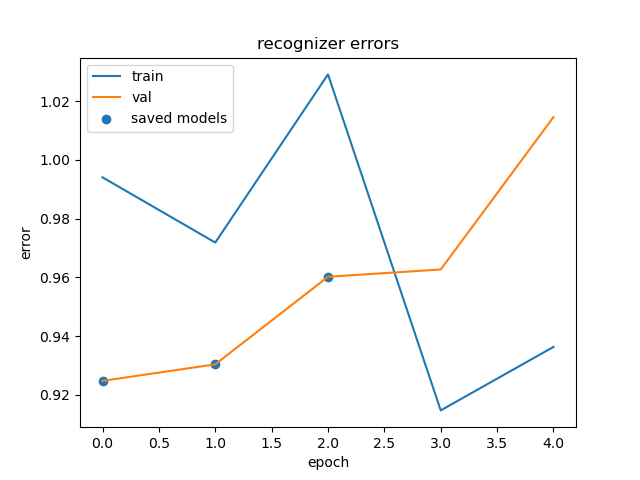 recognizer errors
train
val
saved models
1.02
1.00
0.98
0.96
0.94
0.92
error
0.0 0.5 1.0 1.5 2.0 2.5 3.0 3.5 4.0
epoch